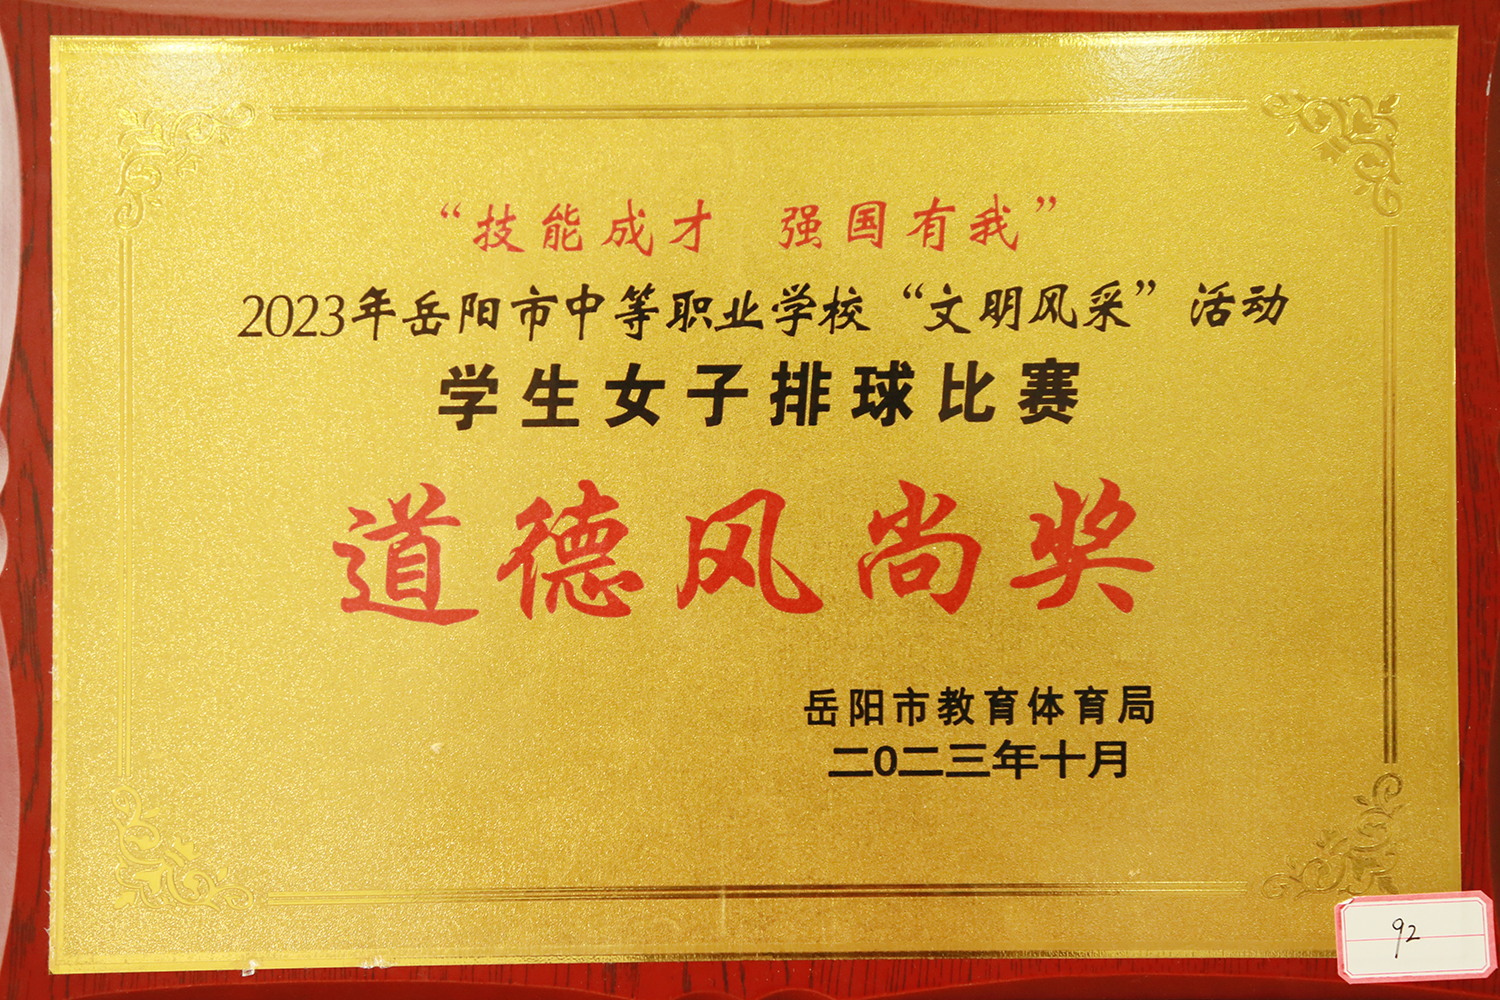 “技能成才 强国有我”
2023年岳阳市中等职业学校“文明风采”活动
学生女子排球比赛
道德风尚奖
岳阳市教育体育局
二0二三年十月
92